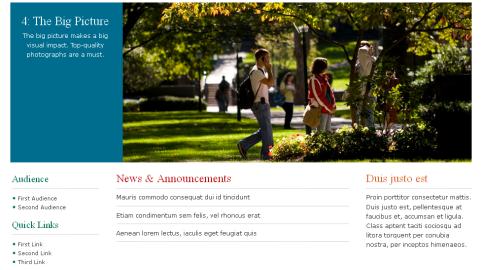 4: The Big Picture
The big picture makes a big
visual impact. Top-quality
photographs are a must.
Audience
First Audience
Second Audience
Quick Links
First Link
Second Link
Third Link
News & Announcements
Mauris commodo consequat dui id tincidunt
Etiam condimentum sem felis, vel rhoncus erat
Aenean lorem lectus, iaculis eget feugiat quis
Duis justo est
Proin porttitor consectetur mattis.
Duis justo est, pellentesque at
faucibus et, accumsan et ligula.
Class aptent taciti sociosqu ad
litora torquent per conubia
nostra, per inceptos himenaeos.